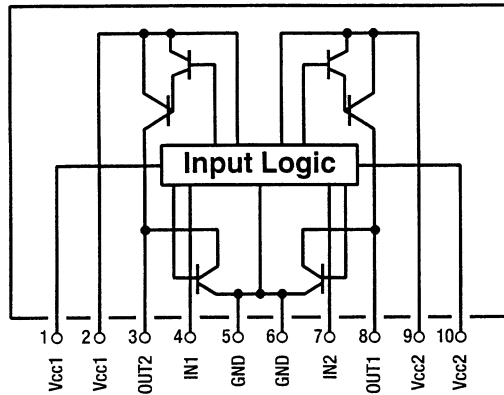 Input Logic
1 2 3 4 5 6 7 8 9 10
Vcc1 Vcc1 OUT2 IN1 GND GND IN2 OUT1 Vcc2 Vcc2